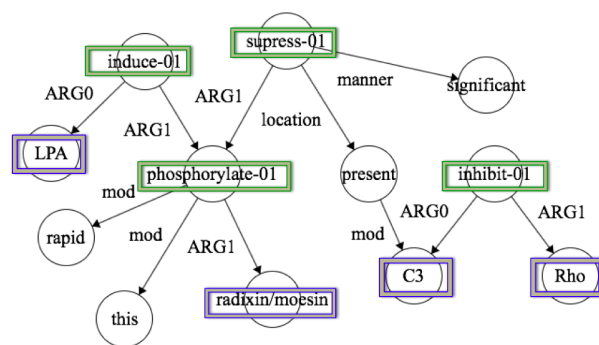 supress-01
induce-01
manner
significant
ARG0
ARG1
ARG1
location
LPA
phosphorylate-01
present
inhibit-01
mod
rapid
mod
ARG1
mod
ARG0
ARG1
this
radixin/moesin
C3
Rho